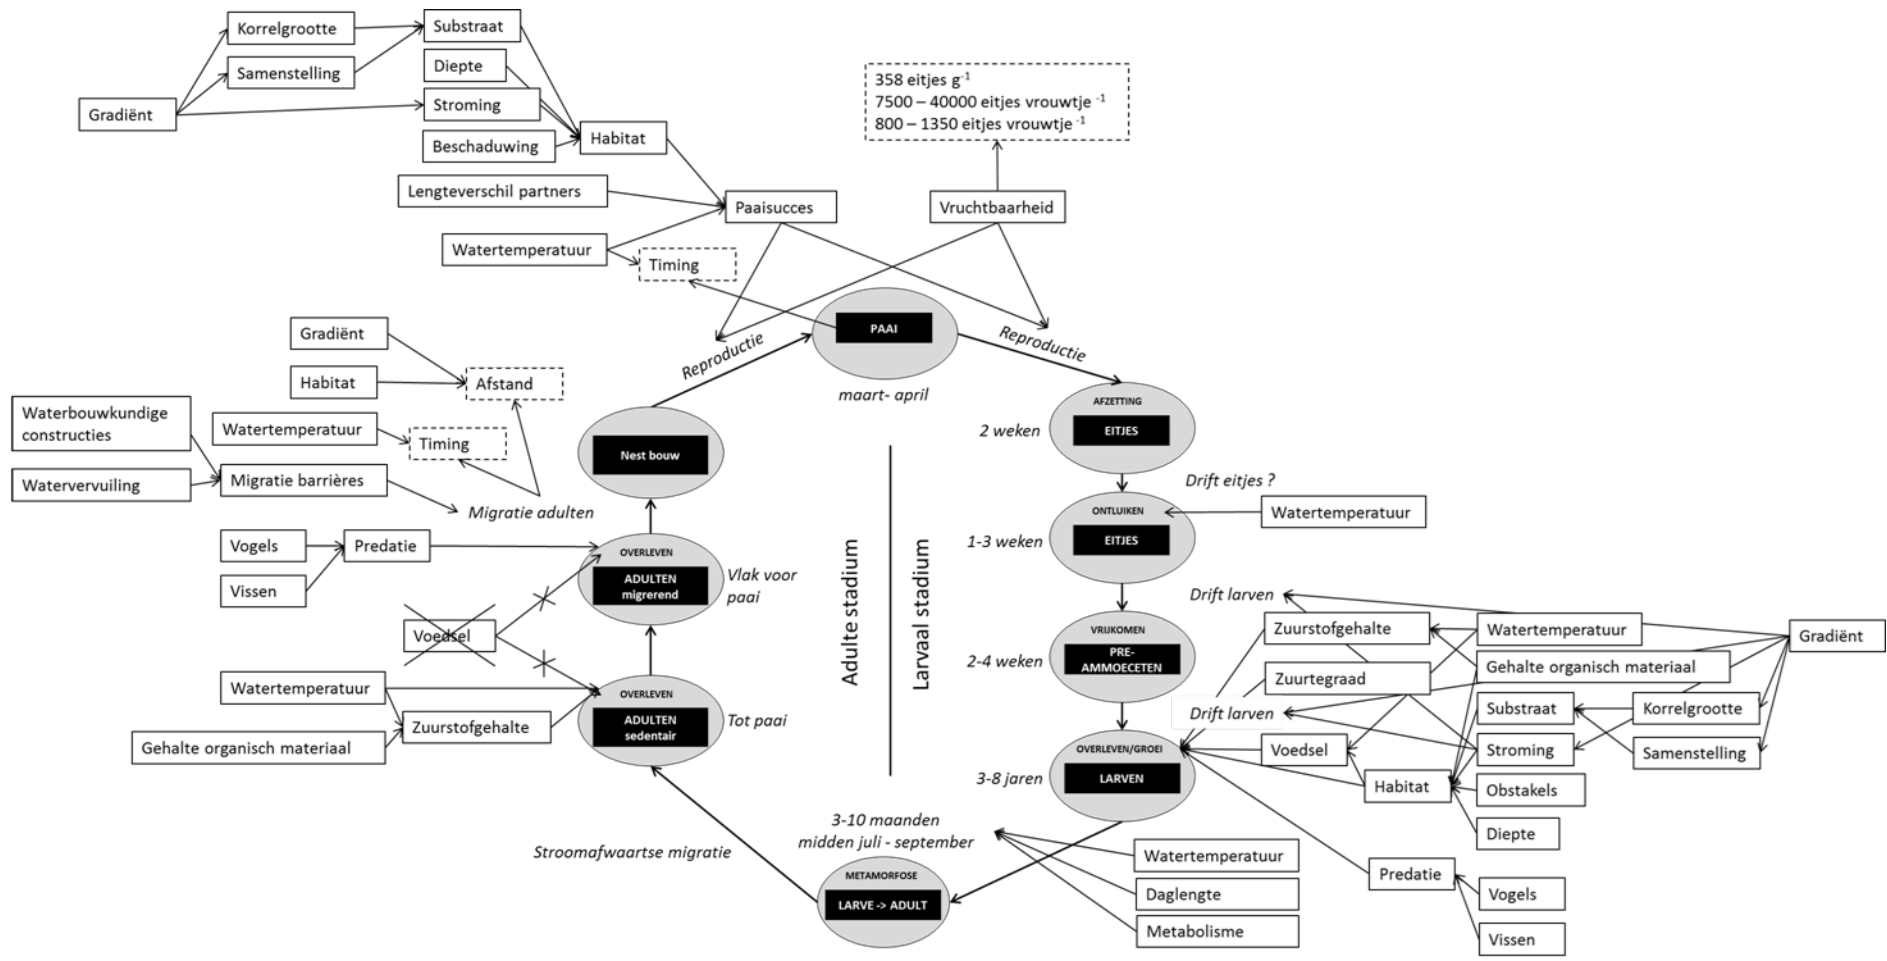 Korrelgrootte
Substraat
Samenstelling
Diepte
Gradiënt
Stroming
Beschaduwing
Habitat
Lengteverschil partners
Paaisucces
Watertemperatuur
Timing
358 eitjes g-1
7500 – 40000 eitjes vrouwtje -1
800 – 1350 eitjes vrouwtje -1
Vruchtbaarheid
PAAI
maart- april
Reproductie
Reproductie
Gradiënt
Habitat
Afstand
Waterbouwkundige
constructies
Watertemperatuur
Timing
Watervervuiling
Migratie barrières
Migratie adulten
Nest bouw
Vogels
Vissen
Predatie
OVERLEVEN
ADULTEN
migrerend
Vlak voor
paai
Voedsel
Watertemperatuur
Zuurstofgehalte
Gehalte organisch materiaal
OVERLEVEN
ADULTEN
sedentair
Tot paai
Stroomafwaartse migratie
Adulte stadium
Larvaal stadium
AFZETTING
EITJES
2 weken
Drift eitjes ?
Watertemperatuur
ONTLUIKEN
EITJES
1-3 weken
VRIJKOMEN
PRE-
AMMOECETEN
2-4 weken
Drift larven
Zuurstofgehalte
Watertemperatuur
Gradiënt
Zuurtegraad
Gehalte organisch materiaal
Drift larven
Substraat
Korrelgrootte
Voedsel
Stroming
Samenstelling
Habitat
Obstakels
Diepte
OVERLEVEN/GROEI
LARVEN
3-8 jaren
Predatie
Vogels
Vissen
3-10 maanden
midden juli - september
Watertemperatuur
Daglengte
Metabolisme
METAMORFOSE
LARVE -> ADULT